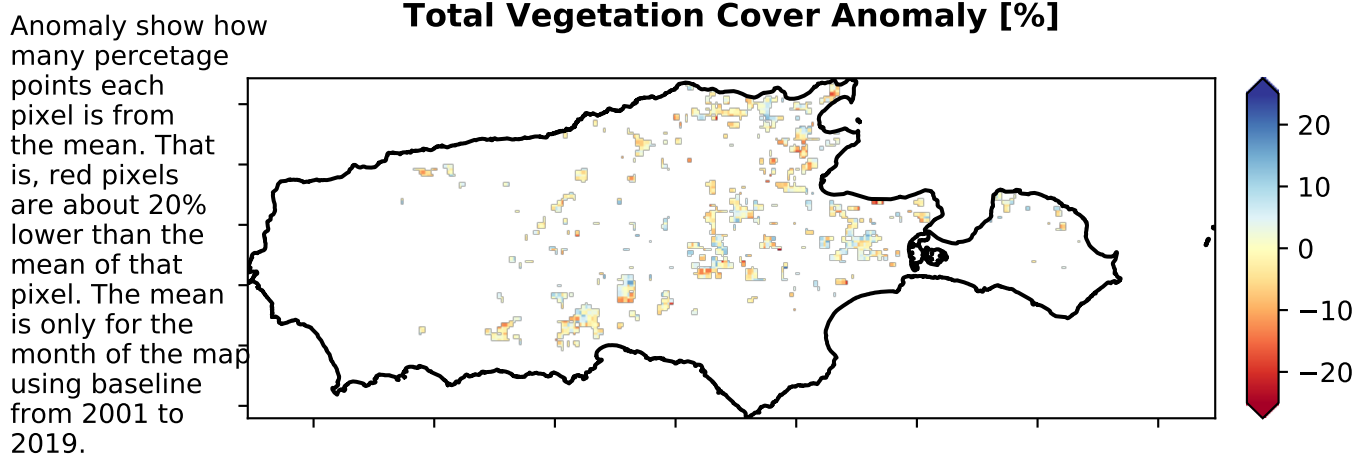 Total Vegetation Cover Anomaly [%]
Anomaly show how
many percetage
points each
pixel is from
the mean. That
is, red pixels
are about 20%
lower than the
mean of that
pixel. The mean
is only for the
month of the map
using baseline
from 2001 to
2019.
20
10
0
−10
−20